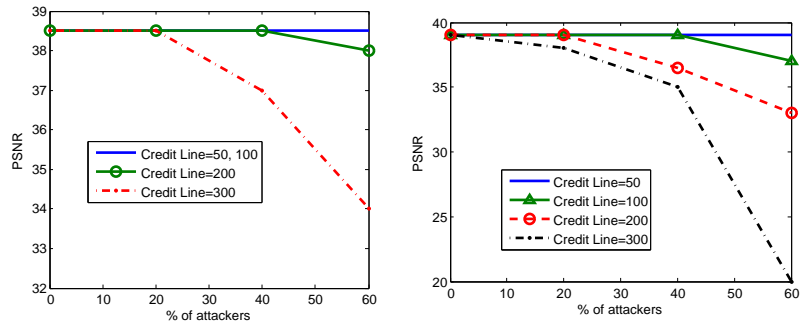 39
38
37
36
35
34
33
32
PSNR
0
10
20
30
40
50
60
% of attackers
Credit Line=50, 100
Credit Line=200
Credit Line=300
40
35
30
25
20
PSNR
0
10
20
30
40
50
60
% of attackers
Credit Line=50
Credit Line=100
Credit Line=200
Credit Line=300